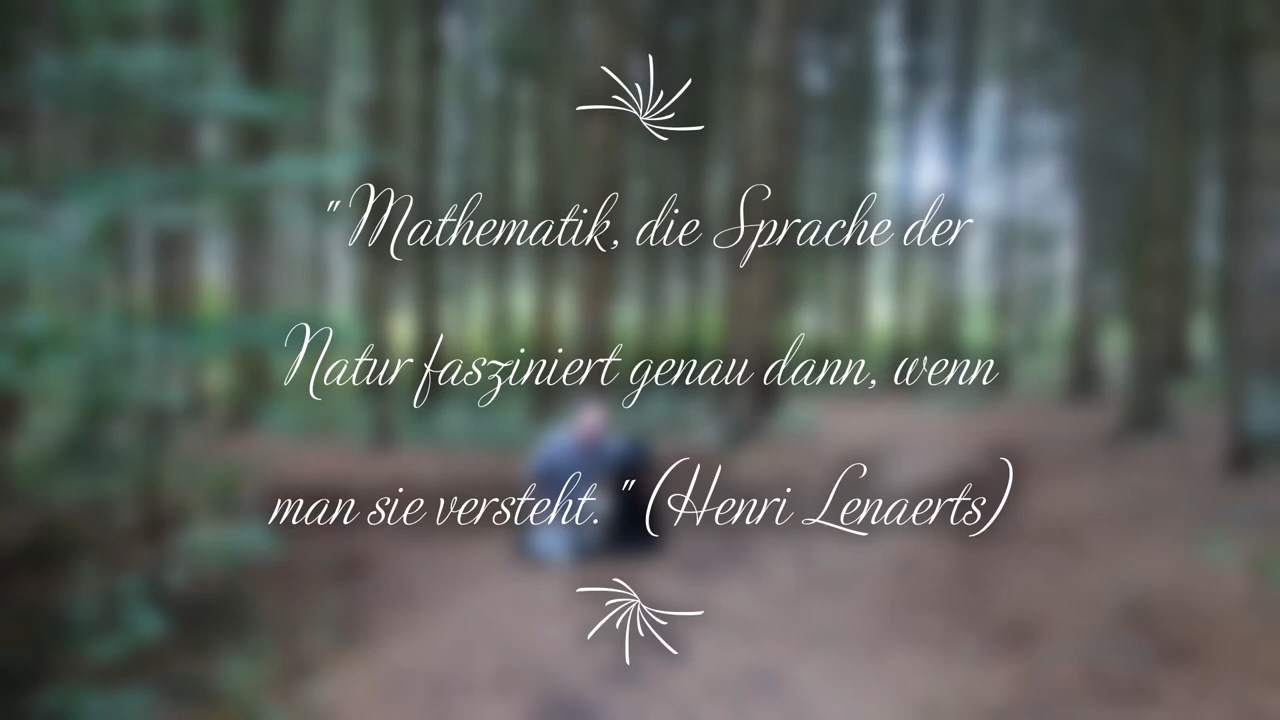 "Mathematik, die Sprache der
Natur fasziniert genau dann, wenn
man sie versteht." (Henri Lenaerts)